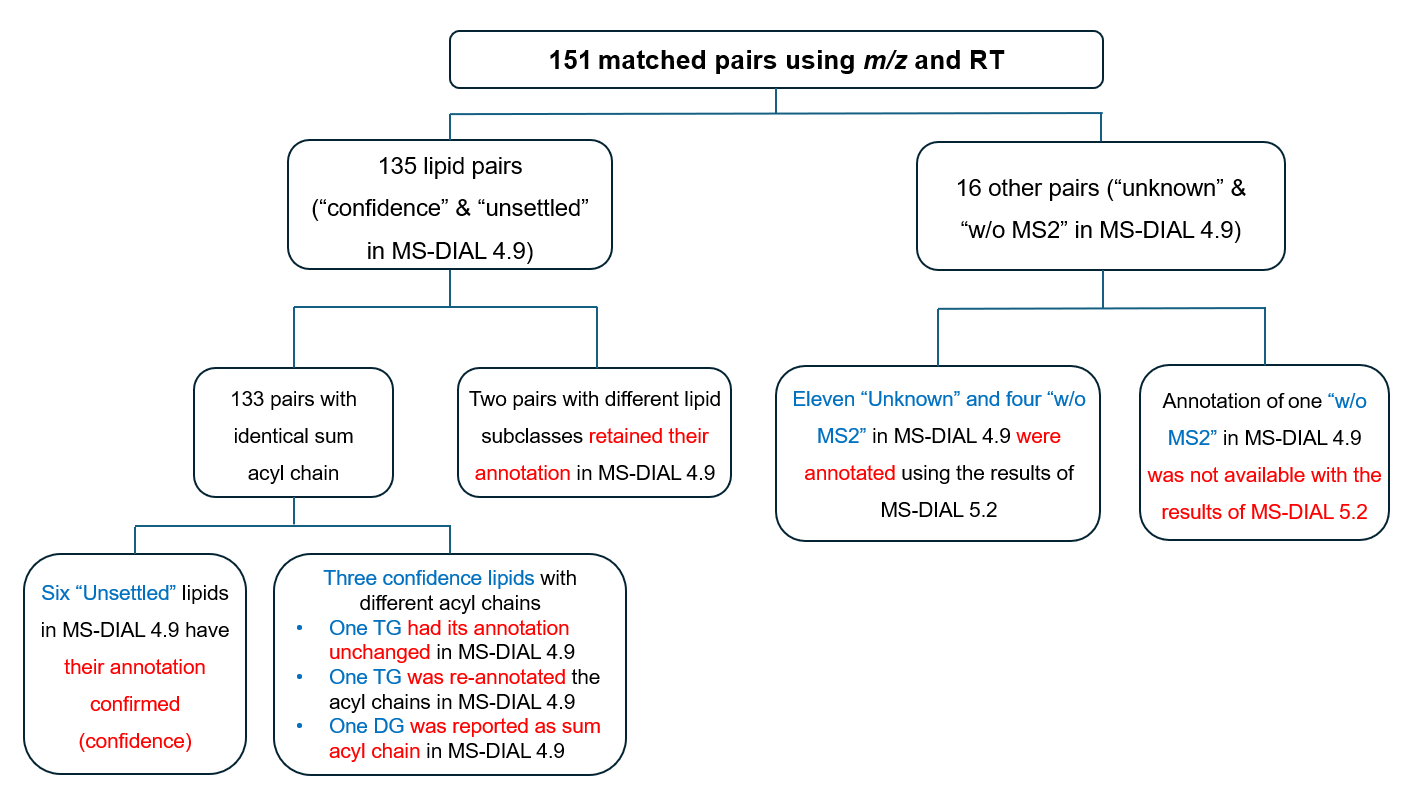 151 matched pairs using m/z and RT
135 lipid pairs
(“confidence” & “unsettled”
in MS-DIAL 4.9)
16 other pairs (“unknown” &
“w/o MS2” in MS-DIAL 4.9)
133 pairs with
identical sum
acyl chain
Two pairs with different lipid
subclasses retained their
annotation in MS-DIAL 4.9
Eleven “Unknown” and four “w/o
MS2” in MS-DIAL 4.9 were
annotated using the results of
MS-DIAL 5.2
Annotation of one “w/o
MS2” in MS-DIAL 4.9
was not available with the
results of MS-DIAL 5.2
Six “Unsettled” lipids
in MS-DIAL 4.9 have
their annotation
confirmed
(confidence)
Three confidence lipids with
different acyl chains
• One TG had its annotation
unchanged in MS-DIAL 4.9
• One TG was re-annotated the
acyl chains in MS-DIAL 4.9
• One DG was reported as sum
acyl chain in MS-DIAL 4.9